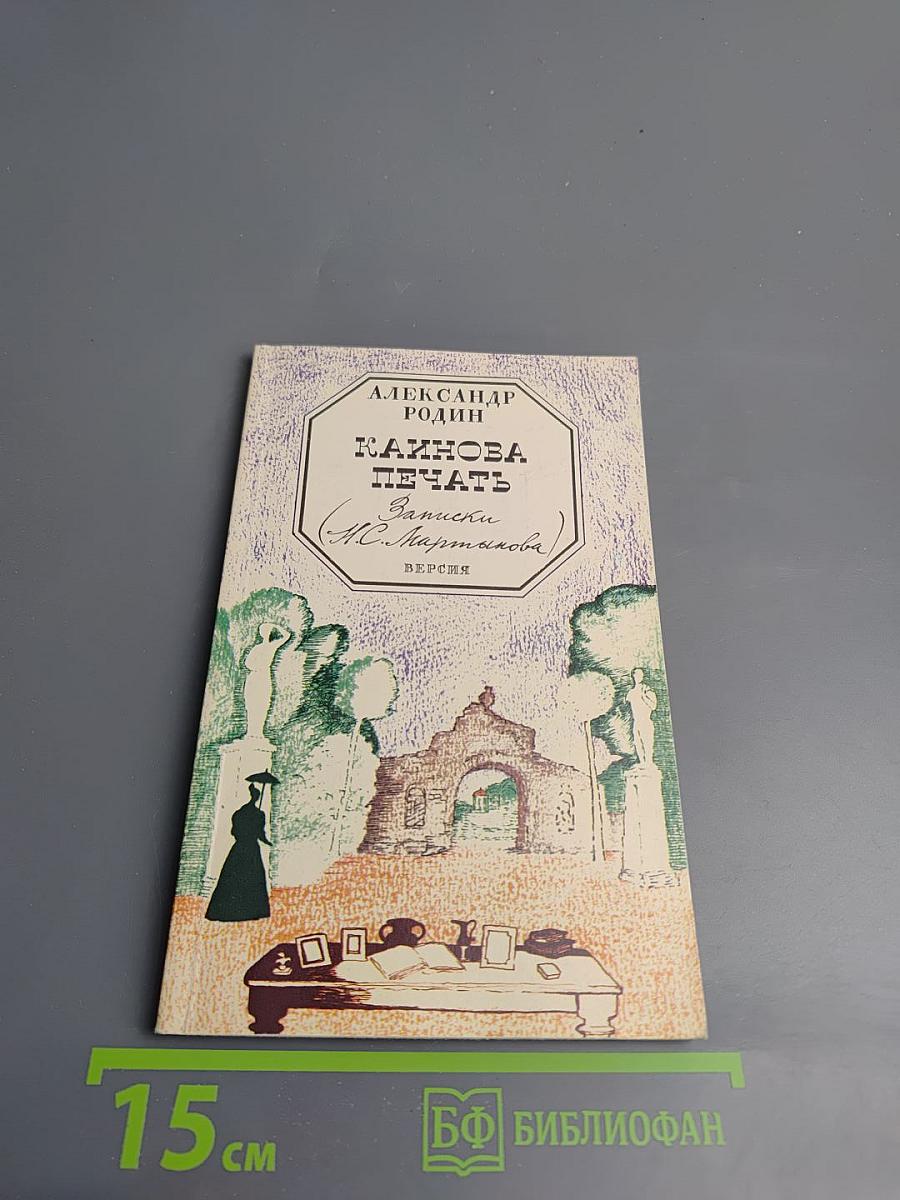 АЛЕКСАНДР
РОДИН
КАИНОВА
ПЕЧАТЬ
Записки
(Н.С. Мартынова)
ВЕРСИЯ
15 см
БФ БИБЛИОФАН